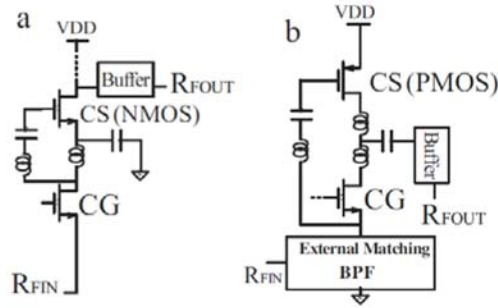 a
VDD
Buffer
RFOUT
CS(NMOS)
CG
RFIN
b
VDD
CS(PMOS)
Buffer
CG
RFOUT
External Matching
RFIN
BPF